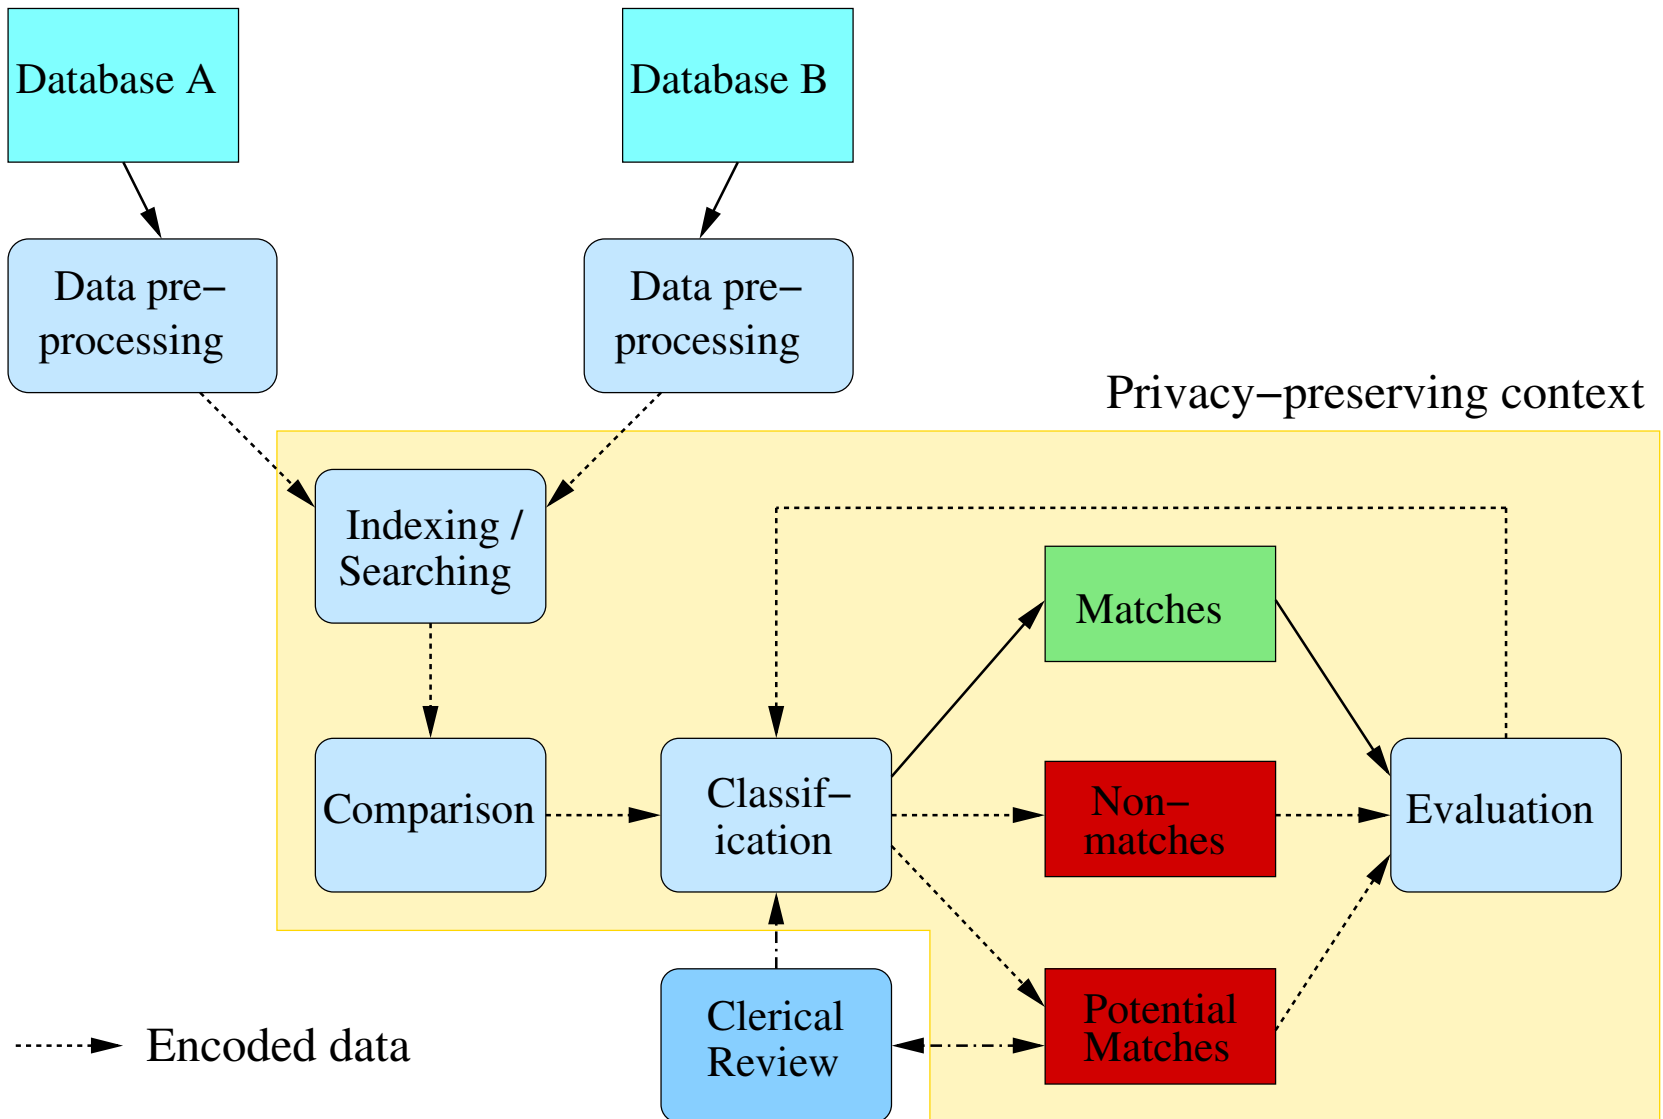 Database A
Database B
Data pre-
processing
Data pre-
processing
Privacy-preserving context
Indexing /
Searching
Matches
Comparison
Classif-
ication
Non-
matches
Evaluation
Clerical
Review
Potential
Matches
Encoded data